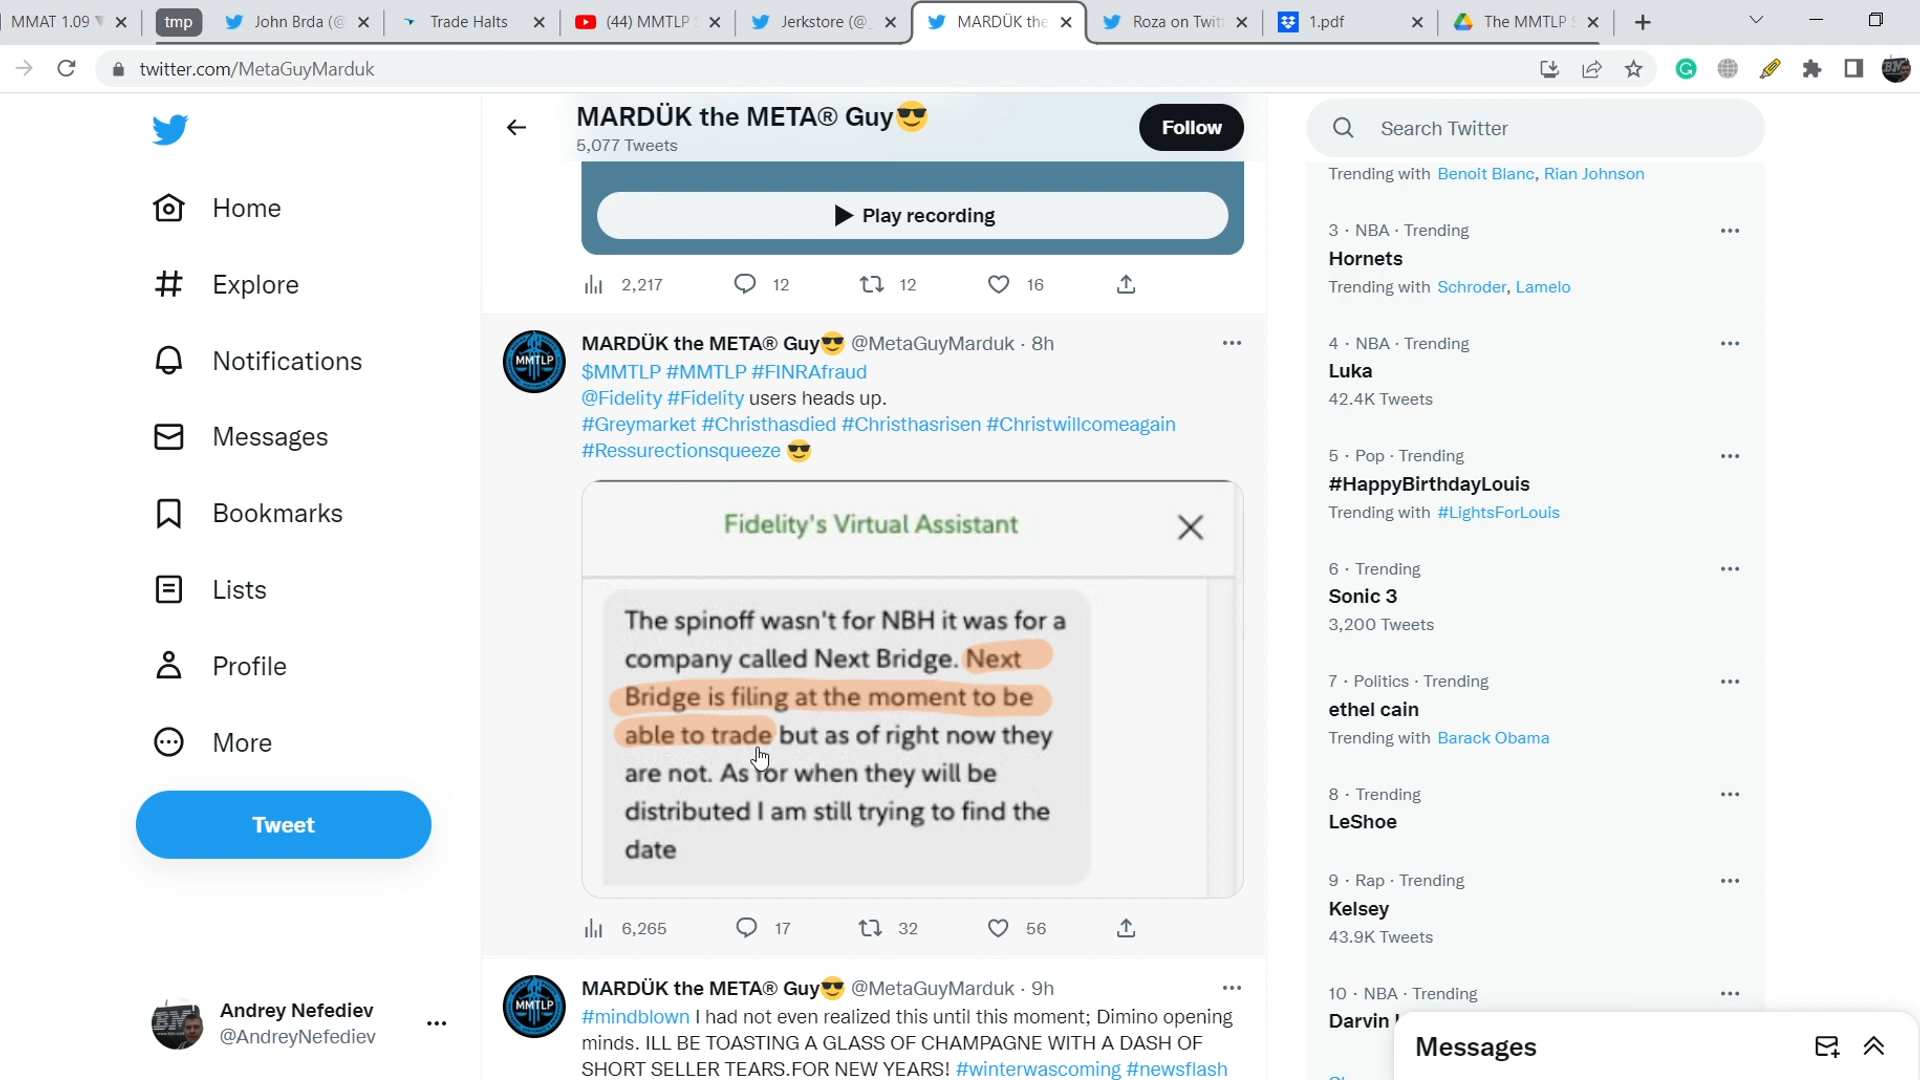 MMAT 1.09
tmp
John Brda (@
Trade Halts
(44) MMTLP
Jerkstore (@_
MARDÜK the
Roza on Twit
1.pdf
The MMTLP
twitter.com/MetaGuyMarduk
MARDÜK the META® Guy😎
5,077 Tweets
Follow
Search Twitter
Home
Explore
Notifications
Messages
Bookmarks
Lists
Profile
More
Tweet
Andrey Nefediev
@AndreyNefediev
Play recording
2,217 12 12 16
MARDÜK the META® Guy😎 @MetaGuyMarduk · 8h
$MMTLP #MMTLP #FINRAfraud
@Fidelity #Fidelity users heads up.
#Greymarket #Christhasdied #Christhasrisen #Christwillcomeagain
#Ressurectionsqueeze 😎
MMTLP
Fidelity's Virtual Assistant
The spinoff wasn't for NBH it was for a
company called Next Bridge. Next
Bridge is filing at the moment to be
able to trade but as of right now they
are not. As for when they will be
distributed I am still trying to find the
date
6,265 17 32 56
MARDÜK the META® Guy😎 @MetaGuyMarduk · 9h
MMTLP
#mindblown I had not even realized this until this moment; Dimino opening
minds. ILL BE TOASTING A GLASS OF CHAMPAGNE WITH A DASH OF
SHORT SELLER TEARS.FOR NEW YEARS! #winterwascoming #newsflash
Trending with Benoit Blanc, Rian Johnson
3 · NBA · Trending
Hornets
Trending with Schroder, Lamelo
4 · NBA · Trending
Luka
42.4K Tweets
5 · Pop · Trending
#HappyBirthdayLouis
Trending with #LightsForLouis
6 · Trending
Sonic 3
3,200 Tweets
7 · Politics · Trending
ethel cain
Trending with Barack Obama
8 · Trending
LeShoe
9 · Rap · Trending
Kelsey
43.9K Tweets
10 · NBA · Trending
Darvin
Messages